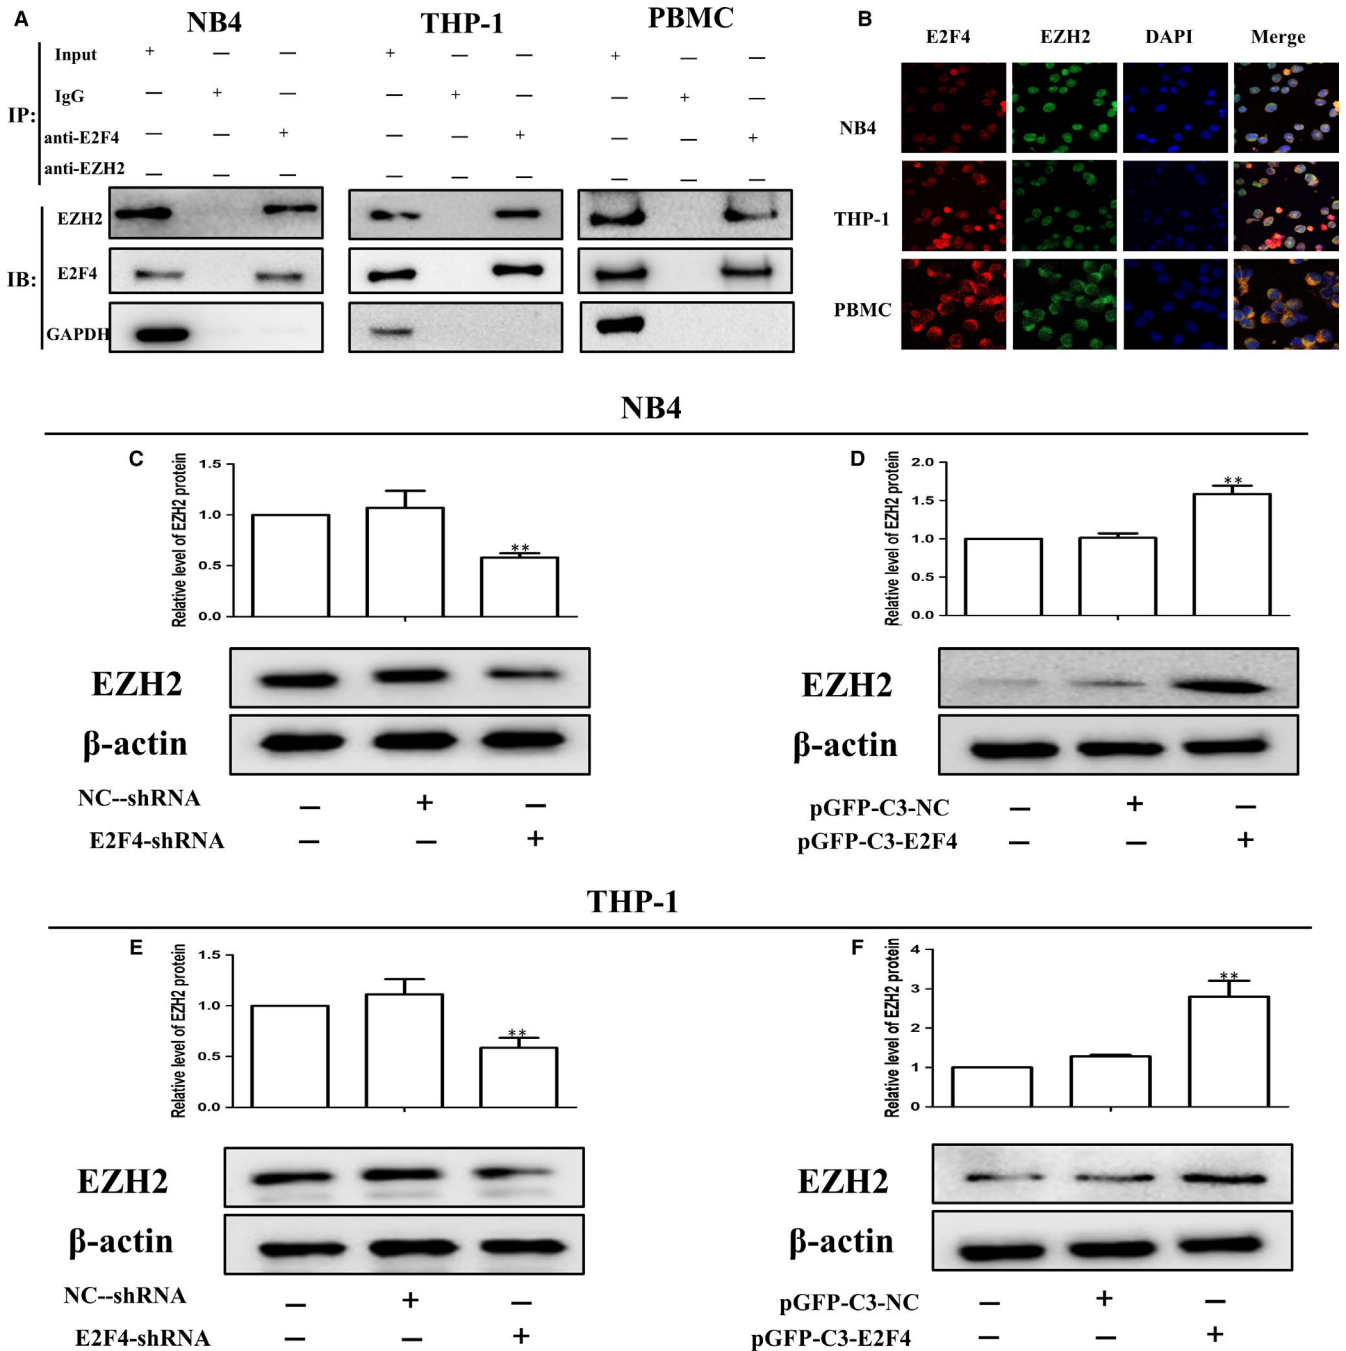 A
NB4 THP-1 PBMC
IP:
Input + — — + — — + — —
IgG — + — — + — — + —
anti-E2F4 — — + — — + — — +
anti-EZH2 — — — — — — — — —
IB:
EZH2
E2F4
GAPDH
B
E2F4 EZH2 DAPI Merge
NB4
THP-1
PBMC
NB4
C
Relative level of EZH2 protein
1.5
1.0
0.5
0.0
**
EZH2
β-actin
NC--shRNA — + —
E2F4-shRNA — — +
D
Relative level of EZH2 protein
2.0
1.5
1.0
0.5
0.0
**
EZH2
β-actin
pGFP-C3-NC — + —
pGFP-C3-E2F4 — — +
THP-1
E
Relative level of EZH2 protein
1.5
1.0
0.5
0.0
**
EZH2
β-actin
NC--shRNA — + —
E2F4-shRNA — — +
F
Relative level of EZH2 protein
4
3
2
1
0
**
EZH2
β-actin
pGFP-C3-NC — + —
pGFP-C3-E2F4 — — +